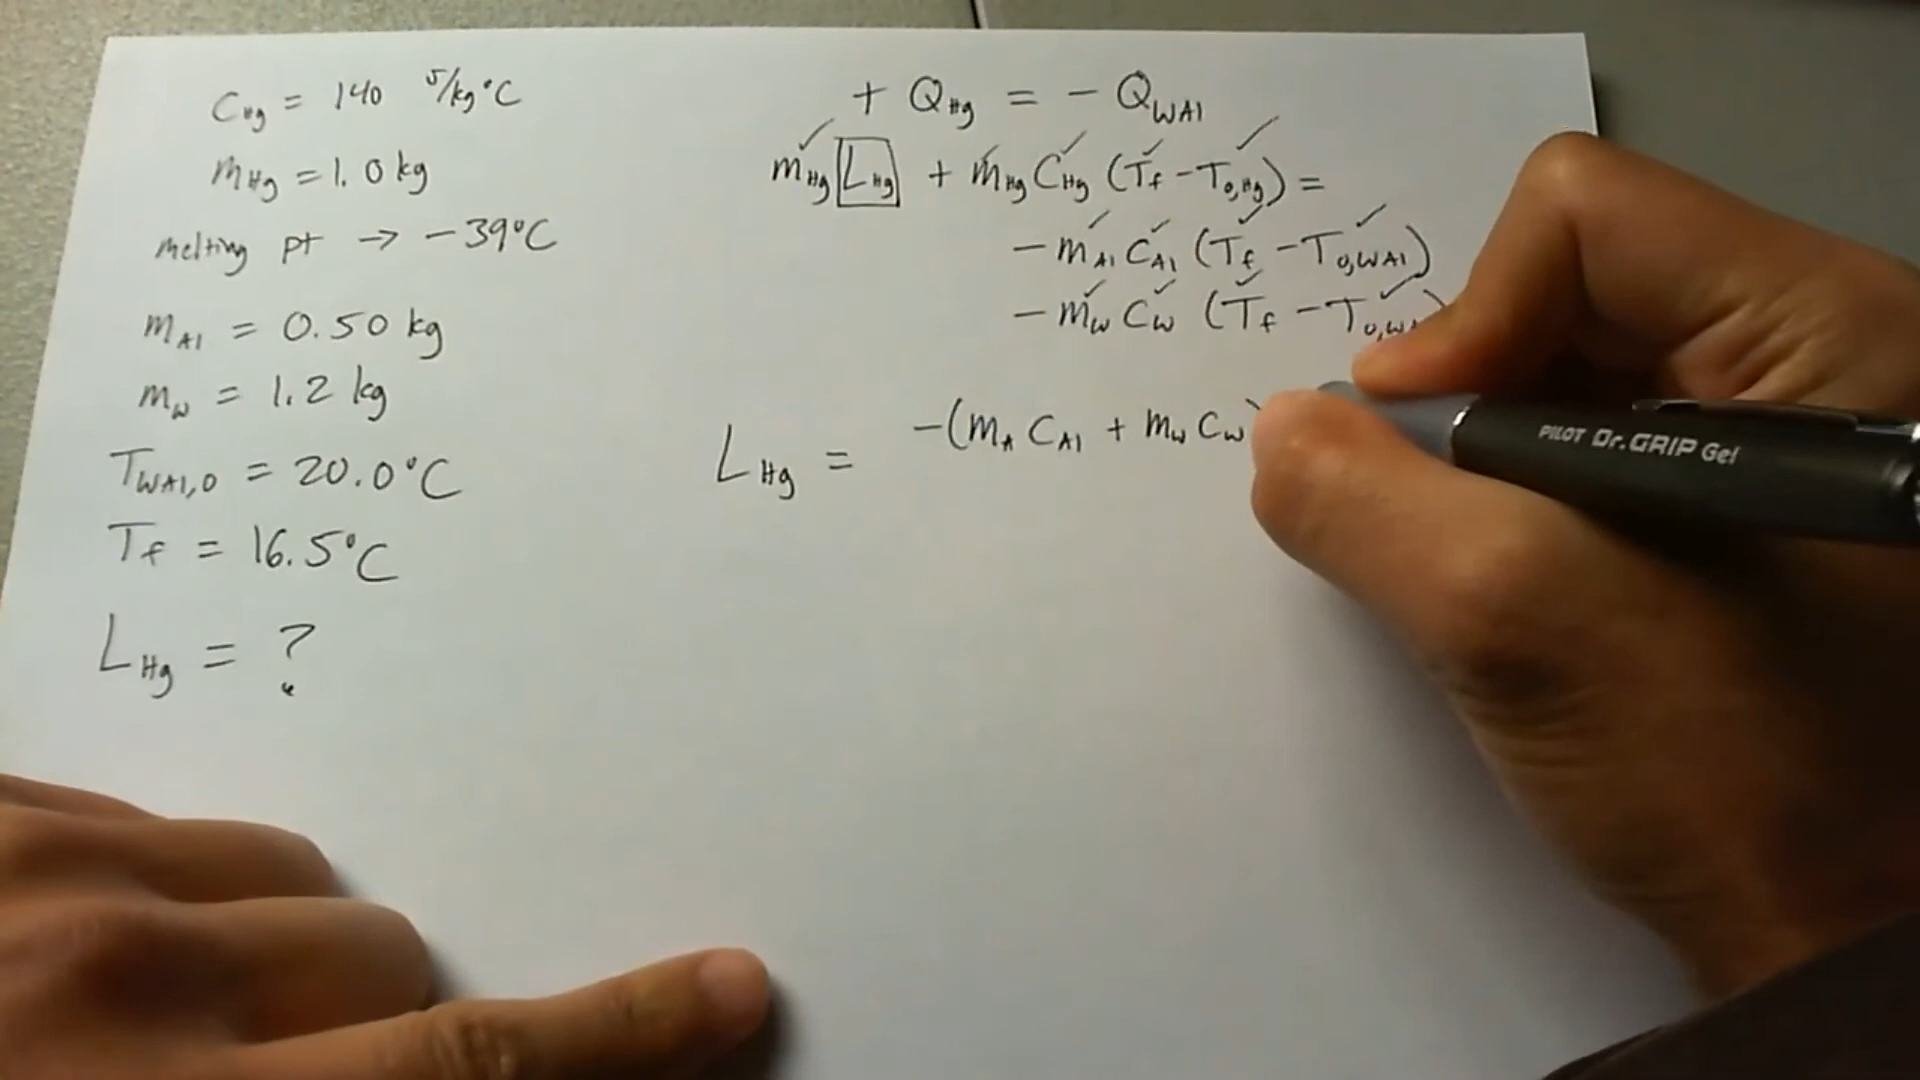 C_Hg = 140 J/kg°C
m_Hg = 1.0 kg
melting pt → -39°C
m_Al = 0.50 kg
m_w = 1.2 kg
T_WAl,0 = 20.0°C
T_f = 16.5°C
L_Hg = ?
+ Q_Hg = - Q_WAl
m_Hg L_Hg + m_Hg C_Hg (T_f - T_0,Hg) =
- m_Al C_Al (T_f - T_0,WAl)
- m_w C_w (T_f - T_0,W
L_Hg = -(m_A C_Al + m_w C_w)
PILOT Dr.GRIP Gel